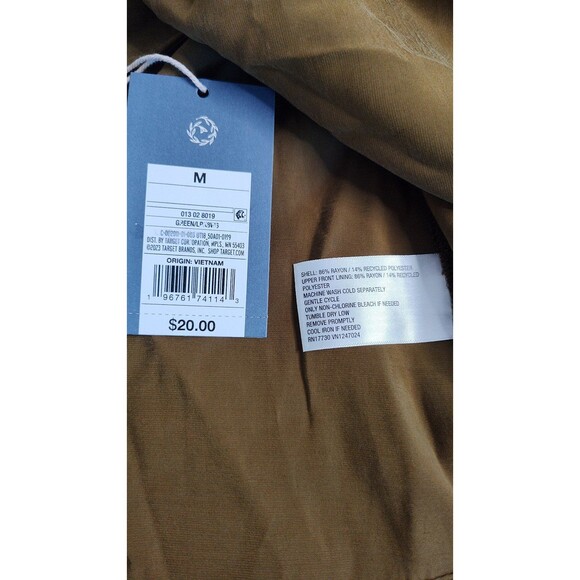 M
013 02 8019
GREEN/
DIST. BY TARGET CORPORATION, MPLS., MN 55403
©2023 TARGET BRANDS, INC. SHOP TARGET.COM
ORIGIN: VIETNAM
1 96761 74114 3
$20.00
SHELL: 86% RAYON / 14% RECYCLED POLYESTER
UPPER FRONT LINING: 86% RAYON / 14% RECYCLED
POLYESTER
MACHINE WASH COLD SEPARATELY
GENTLE CYCLE
ONLY NON-CHLORINE BLEACH IF NEEDED
TUMBLE DRY LOW
REMOVE PROMPTLY
COOL IRON IF NEEDED
RN17730 VN1247024